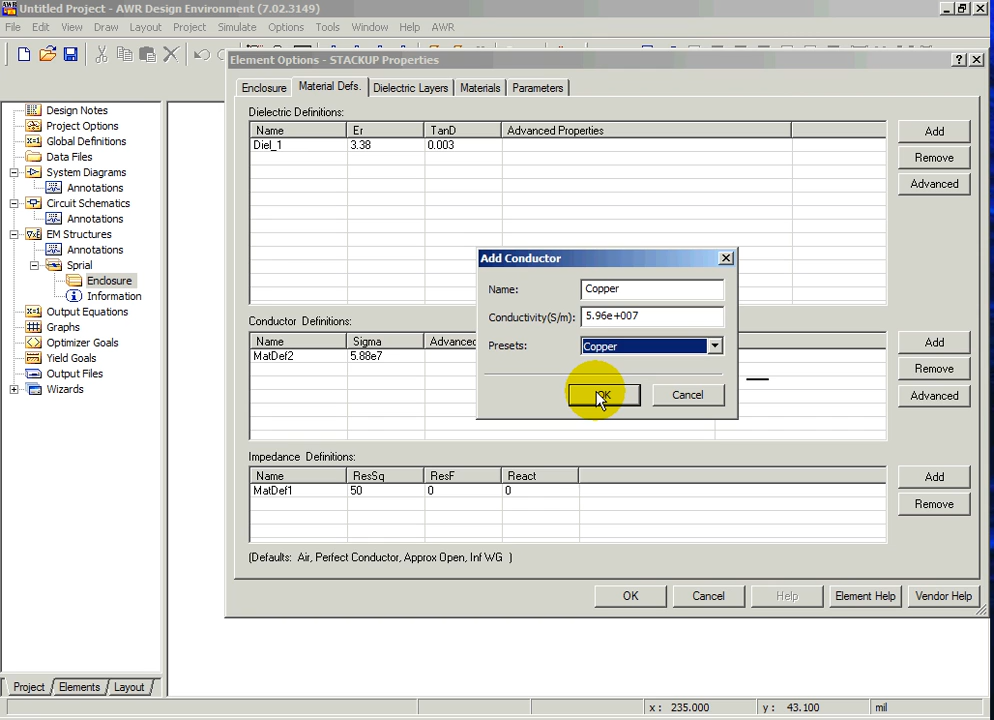 Untitled Project - AWR Design Environment (7.02.3149)
File Edit View Draw Layout Project Simulate Options Tools Window Help AWR
Element Options - STACKUP Properties
Enclosure Material Defs. Dielectric Layers Materials Parameters
Design Notes
Project Options
Global Definitions
Data Files
System Diagrams
Annotations
Circuit Schematics
Annotations
EM Structures
Annotations
Sprial
Enclosure
Information
Output Equations
Graphs
Optimizer Goals
Yield Goals
Output Files
Wizards
Project Elements Layout
Dielectric Definitions:
Name Er TanD Advanced Properties
Diel_1 3.38 0.003
Add
Remove
Advanced
Conductor Definitions:
Name Sigma Advanced
MatDef2 5.88e7
Add
Remove
Advanced
Add Conductor
Name: Copper
Conductivity(S/m): 5.96e+007
Presets: Copper
OK Cancel
Impedance Definitions:
Name ResSq ResF React
MatDef1 50 0 0
Add
Remove
(Defaults: Air, Perfect Conductor, Approx Open, Inf WG )
OK Cancel Help Element Help Vendor Help
x : 235.000 y : 43.100 mil